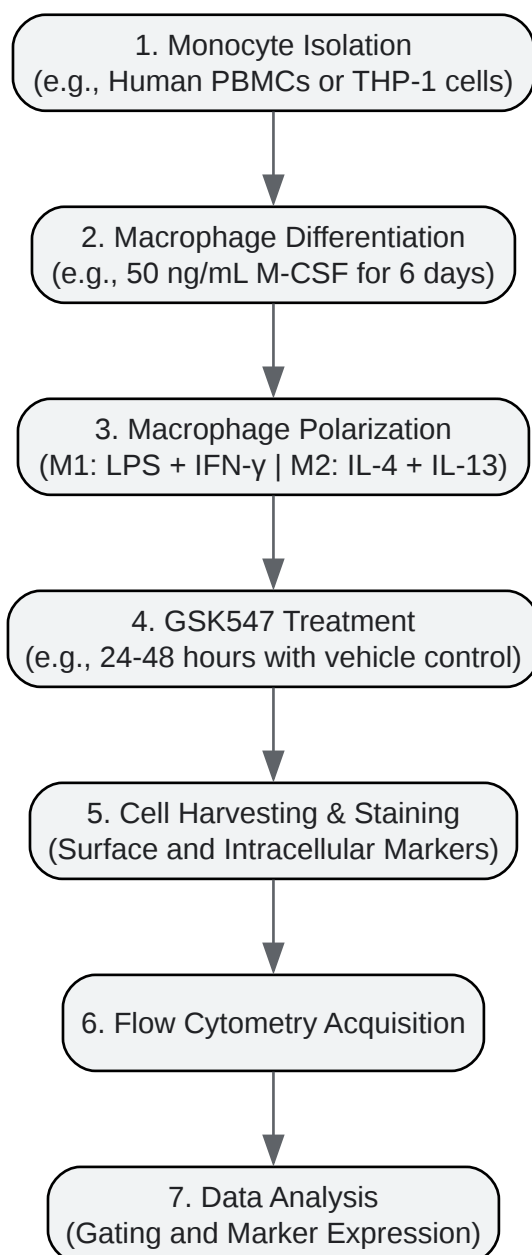 1. Monocyte Isolation
(e.g., Human PBMCs or THP-1 cells)
2. Macrophage Differentiation
(e.g., 50 ng/mL M-CSF for 6 days)
3. Macrophage Polarization
(M1: LPS + IFN-γ | M2: IL-4 + IL-13)
4. GSK547 Treatment
(e.g., 24-48 hours with vehicle control)
5. Cell Harvesting & Staining
(Surface and Intracellular Markers)
6. Flow Cytometry Acquisition
7. Data Analysis
(Gating and Marker Expression)